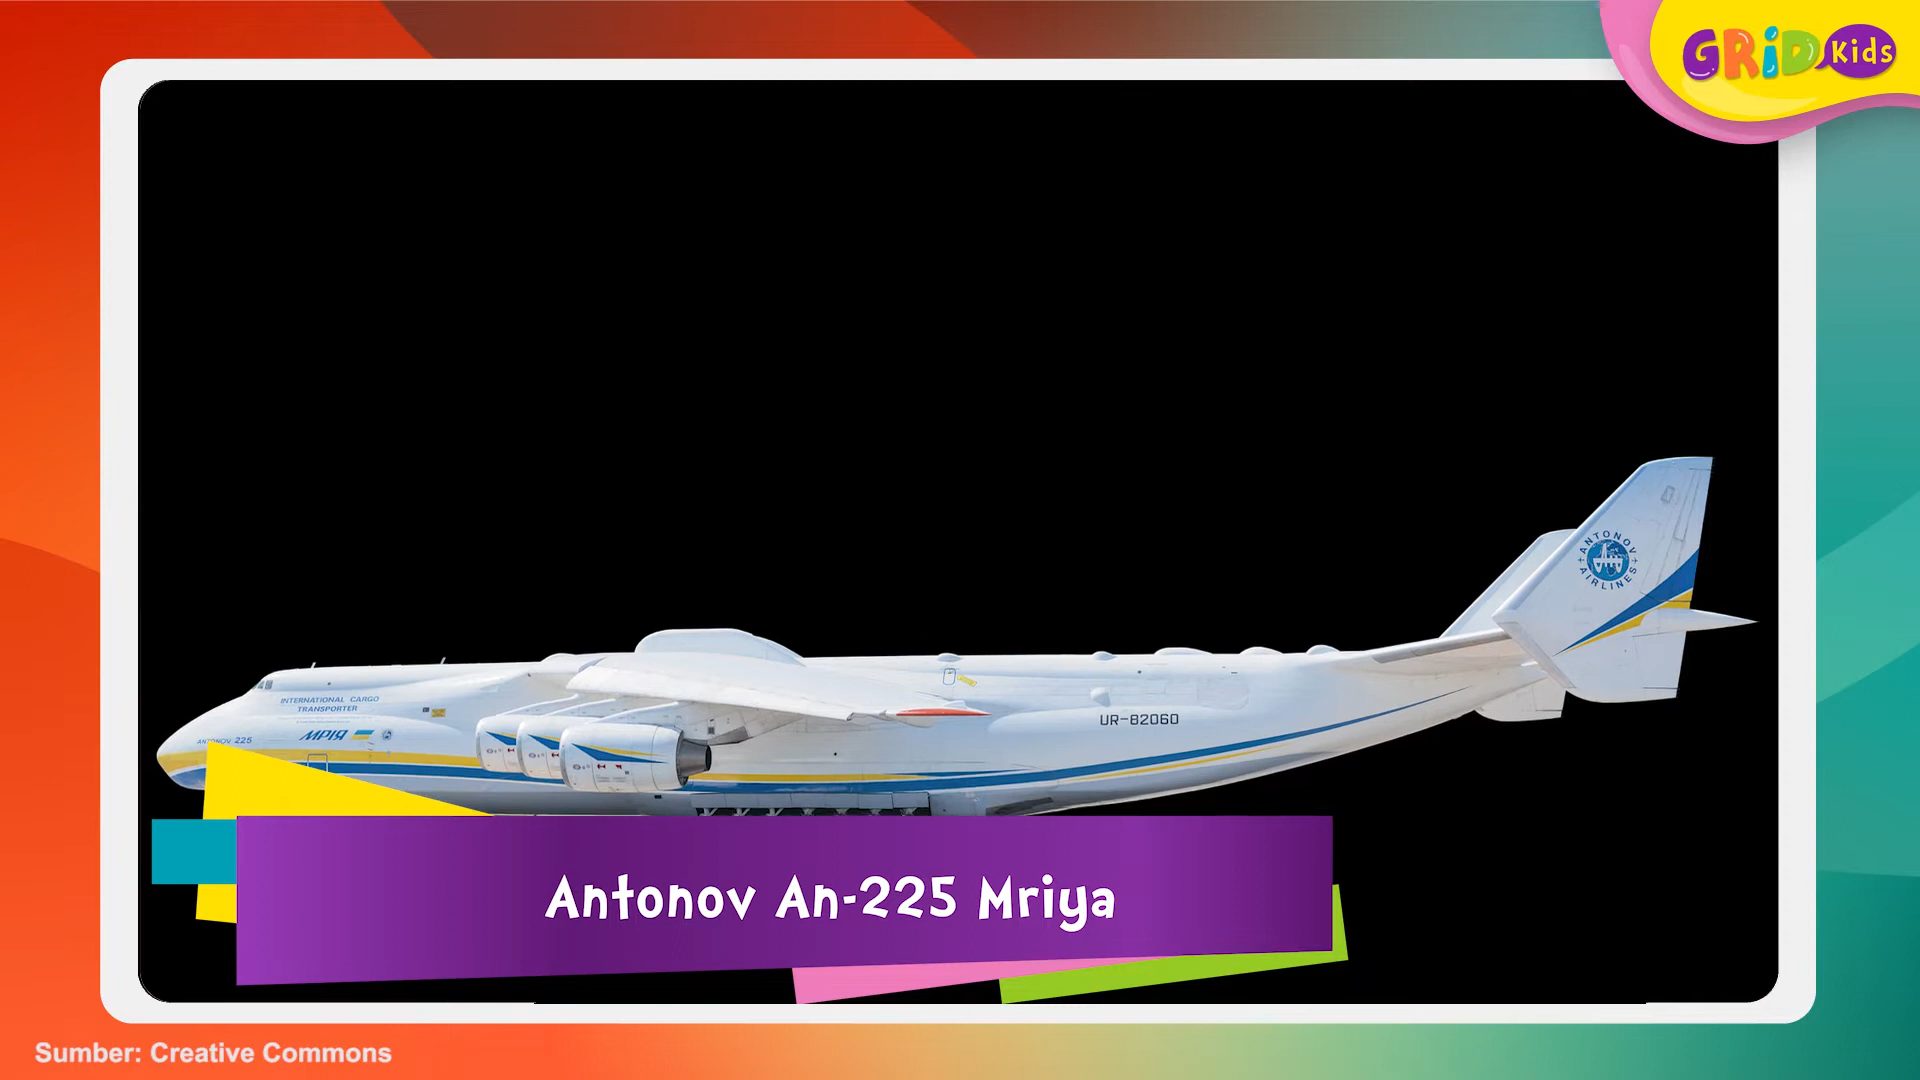 GRiD Kids
ANTONOV
AIRLINES
INTERNATIONAL CARGO
TRANSPORTER
МРІЯ
ANTONOV 225
UR-82060
Antonov An-225 Mriya
Sumber: Creative Commons